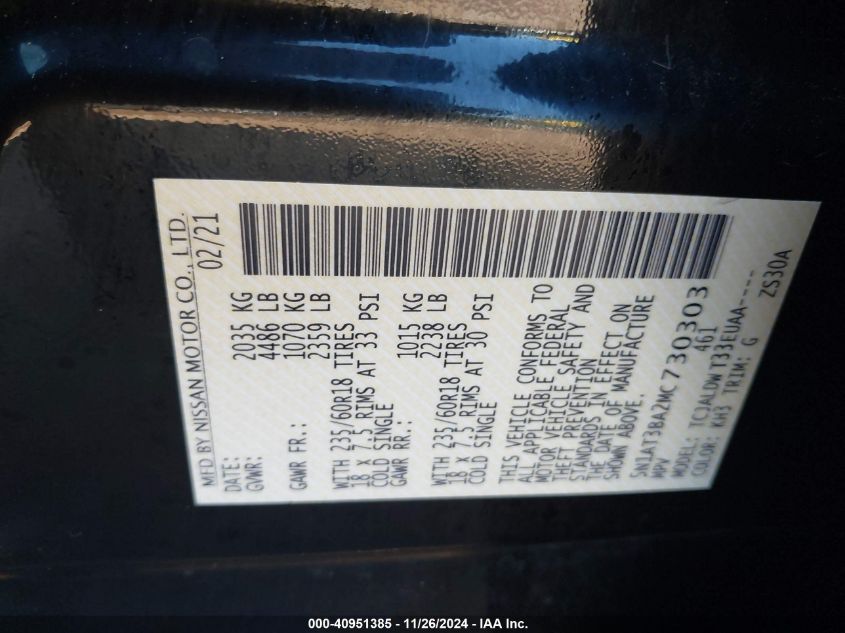 MFD BY NISSAN MOTOR CO., LTD.
DATE: 02/21
GVWR: 2035 KG
4486 LB
GAWR FR.: 1070 KG
2359 LB
WITH 235/60R18 TIRES
18 X 7.5 RIMS AT 33 PSI
COLD SINGLE
GAWR RR.: 1015 KG
2238 LB
WITH 235/60R18 TIRES
18 X 7.5 RIMS AT 30 PSI
COLD SINGLE
THIS VEHICLE CONFORMS TO
ALL APPLICABLE FEDERAL
MOTOR VEHICLE SAFETY AND
THEFT PREVENTION
STANDARDS IN EFFECT ON
THE DATE OF MANUFACTURE
SHOWN ABOVE.
5N1AT3BA2MC730303
MPV 461
MODEL: TCJALDWT33EUAA----
COLOR: KH3 TRIM: G ZS30A
000-40951385 — 11/26/2024 — IAA Inc.